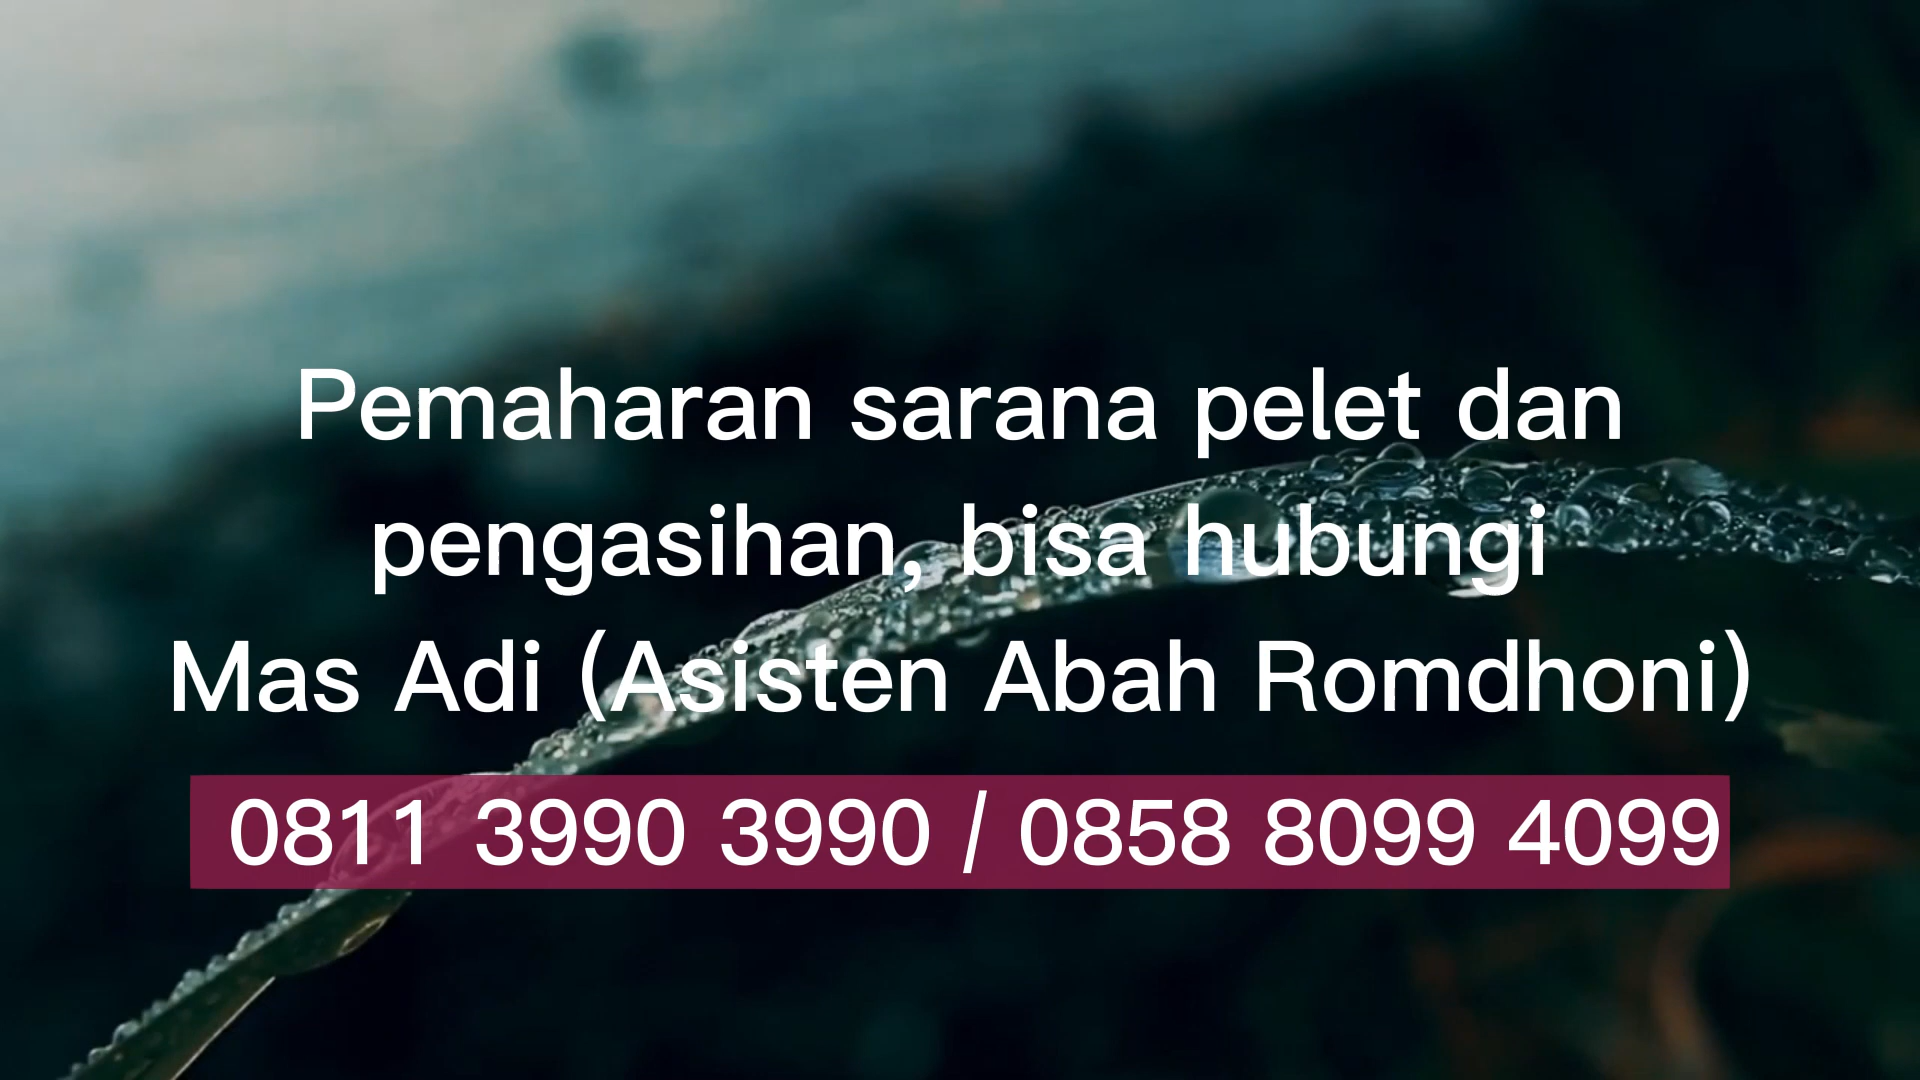 Pemaharan sarana pelet dan
pengasihan, bisa hubungi
Mas Adi (Asisten Abah Romdhoni)
0811 3990 3990 / 0858 8099 4099